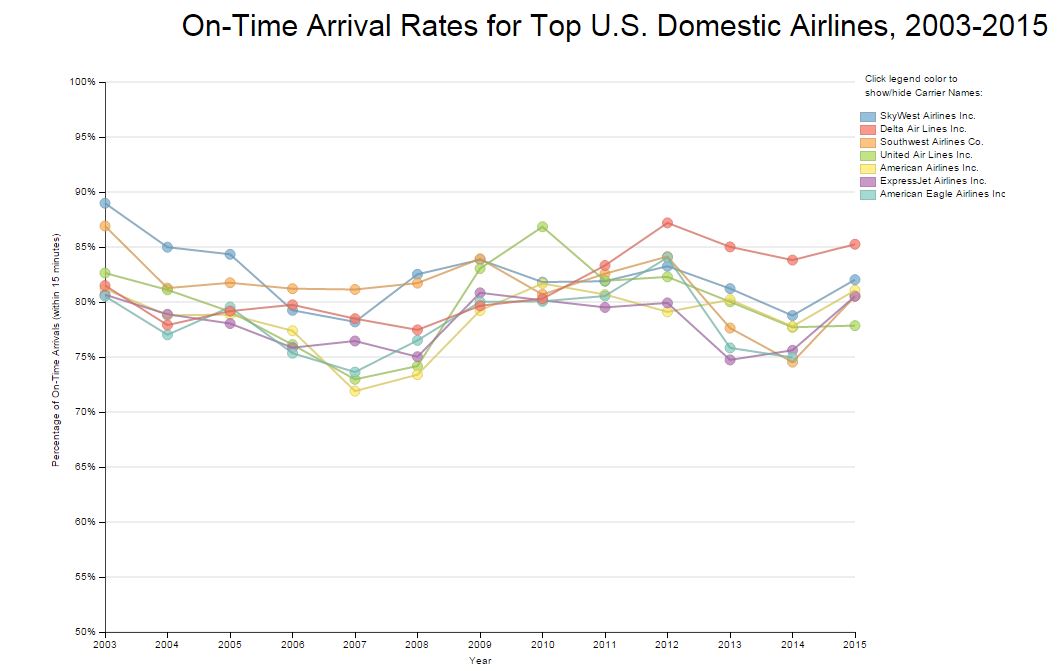 On-Time Arrival Rates for Top U.S. Domestic Airlines, 2003-2015
Click legend color to
show/hide Carrier Names:
SkyWest Airlines Inc.
Delta Air Lines Inc.
Southwest Airlines Co.
United Air Lines Inc.
American Airlines Inc.
ExpressJet Airlines Inc.
American Eagle Airlines Inc
Percentage of On-Time Arrivals (within 15 minutes)
100%
95%
90%
85%
80%
75%
70%
65%
60%
55%
50%
2003 2004 2005 2006 2007 2008 2009 2010 2011 2012 2013 2014 2015
Year